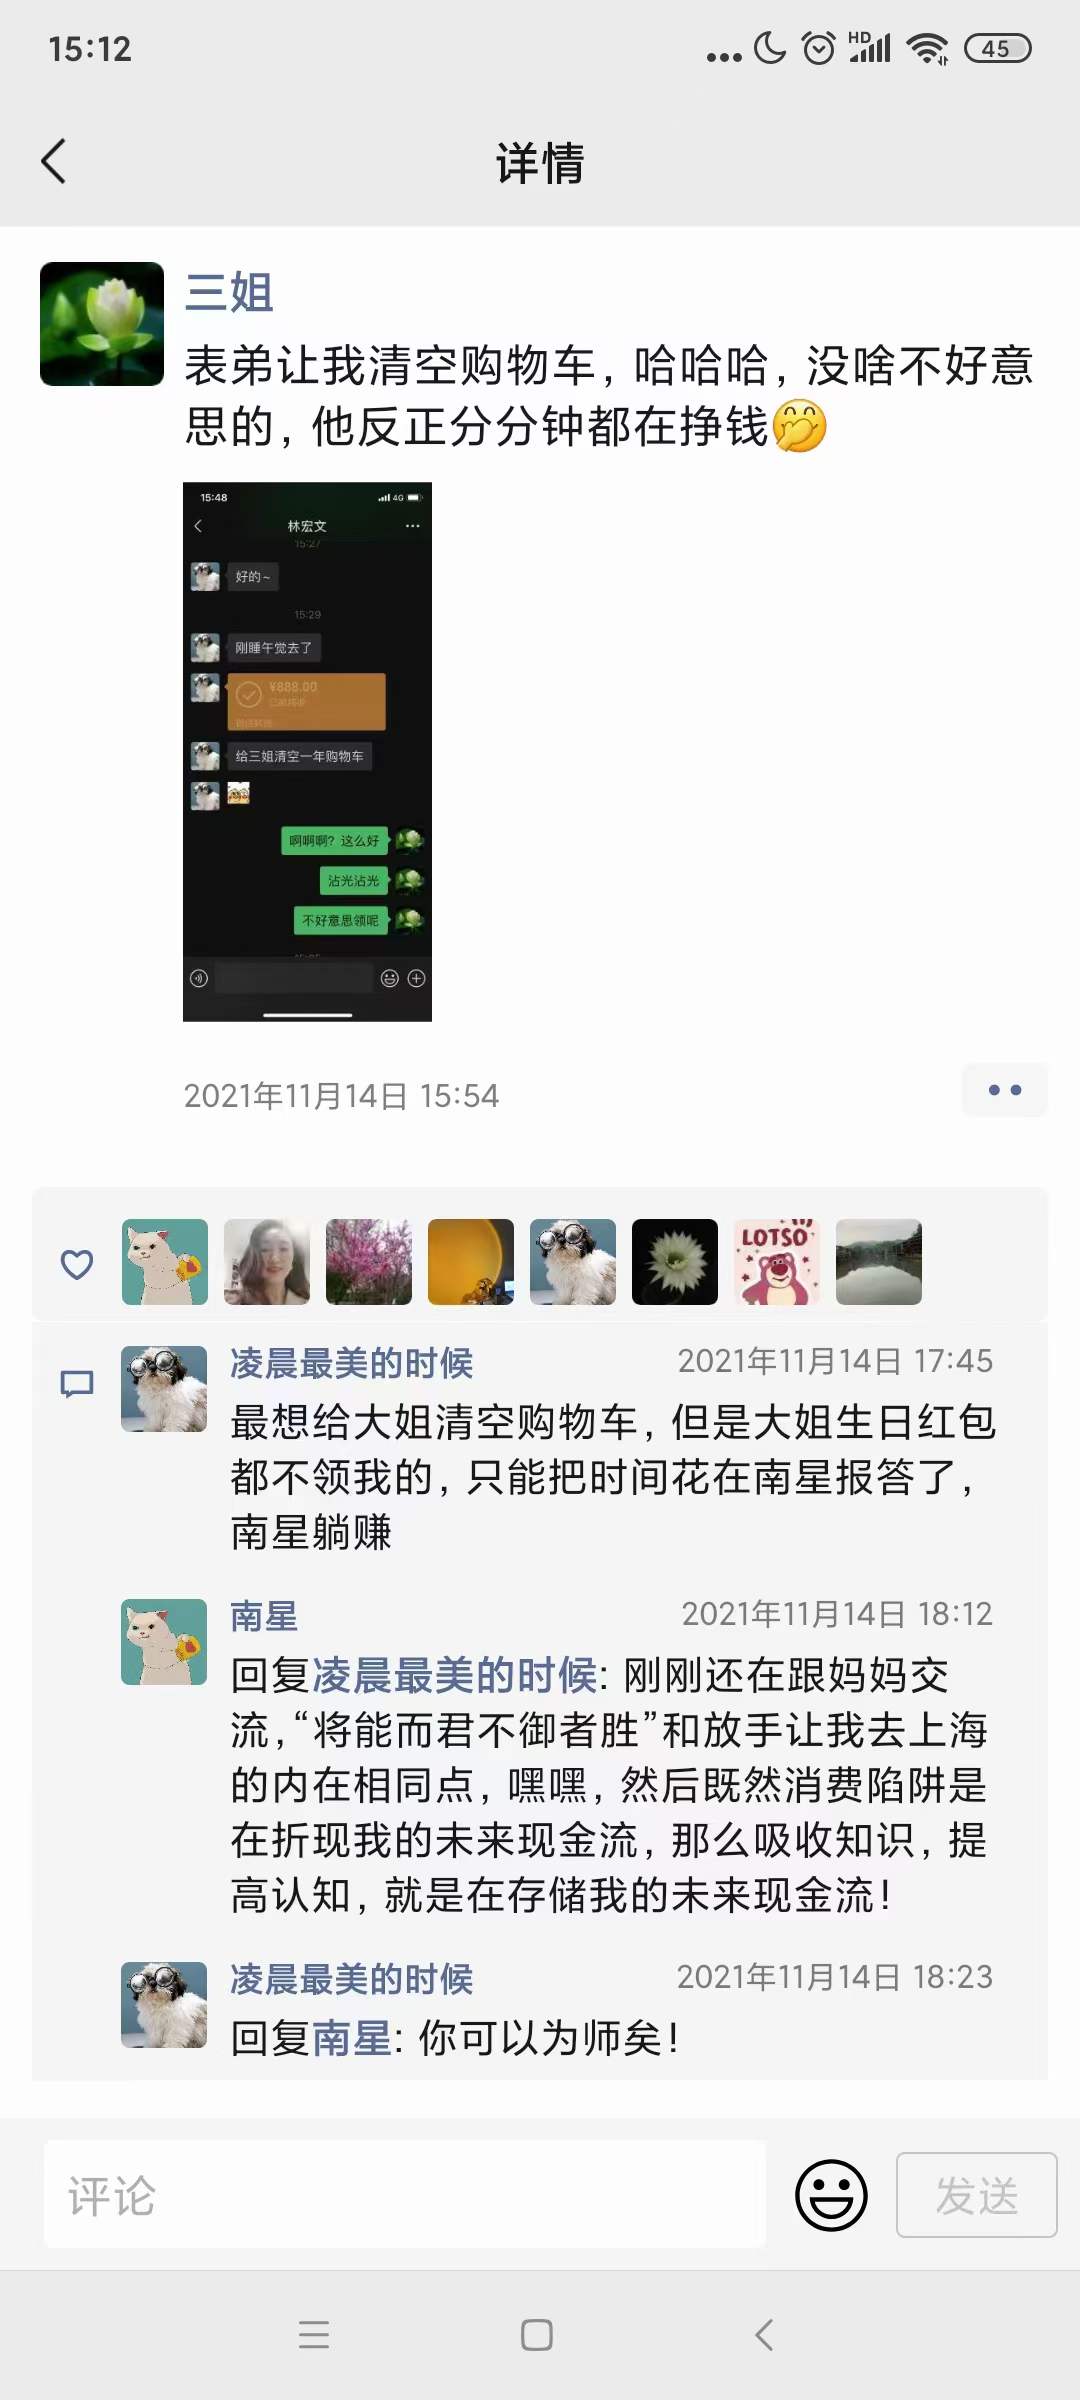 15:12
HD
45
详情
三姐
表弟让我清空购物车，哈哈哈，没啥不好意
思的，他反正分分钟都在挣钱
15:48
4G
林宏文
15:27
好的~
15:29
刚睡午觉去了
¥888.00
给三姐清空一年购物车
啊啊啊？这么好
沾光沾光
不好意思领呢
2021年11月14日 15:54
LOTSO
凌晨最美的时候
2021年11月14日 17:45
最想给大姐清空购物车，但是大姐生日红包
都不领我的，只能把时间花在南星报答了，
南星躺赚
南星
2021年11月14日 18:12
回复凌晨最美的时候: 刚刚还在跟妈妈交
流，“将能而君不御者胜”和放手让我去上海
的内在相同点，嘿嘿，然后既然消费陷阱是
在折现我的未来现金流，那么吸收知识，提
高认知，就是在存储我的未来现金流！
凌晨最美的时候
2021年11月14日 18:23
回复南星: 你可以为师矣！
评论
发送